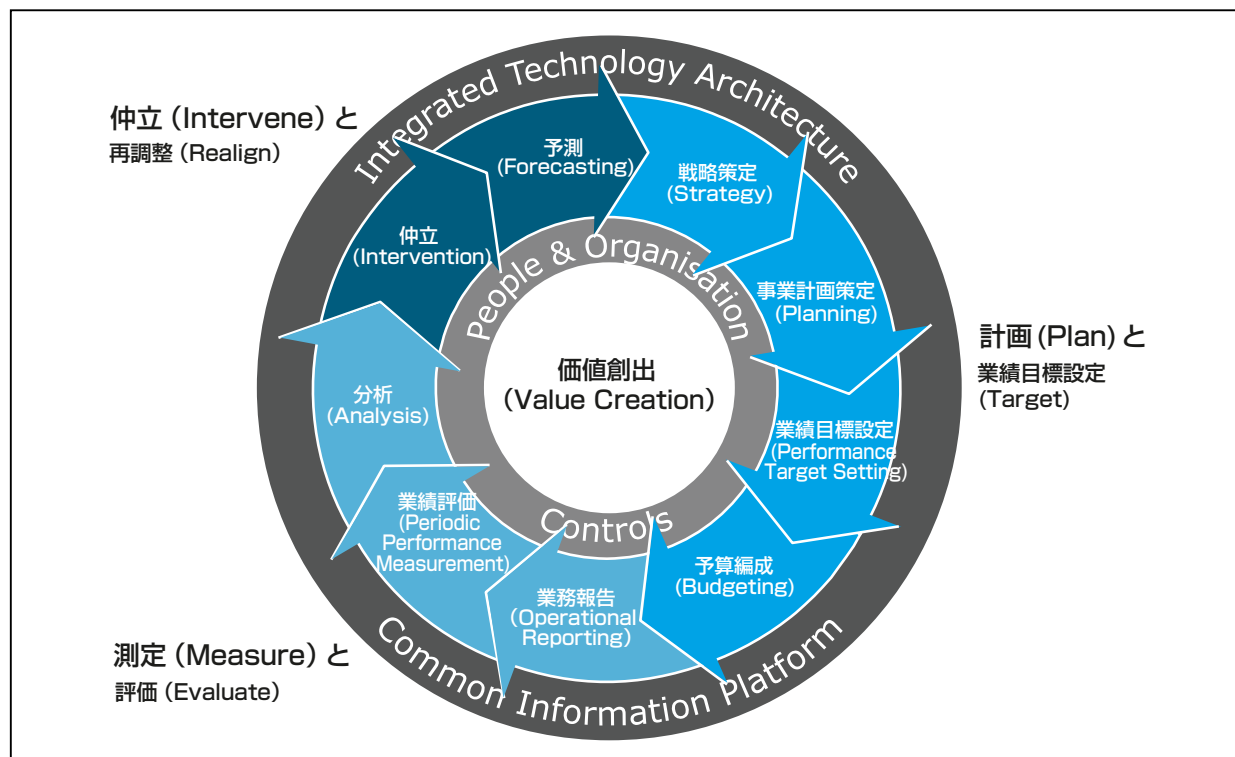 Integrated Technology Architecture
仲立 (Intervene) と
再調整 (Realign)
予測
(Forecasting)
戦略策定
(Strategy)
仲立
(Intervention)
People & Organisation
事業計画策定
(Planning)
計画 (Plan) と
業績目標設定
(Target)
価値創出
(Value Creation)
分析
(Analysis)
業績目標設定
(Performance
Target Setting)
業績評価
(Periodic
Performance
Measurement)
Controls
予算編成
(Budgeting)
業務報告
(Operational
Reporting)
測定 (Measure) と
評価 (Evaluate)
Common Information Platform